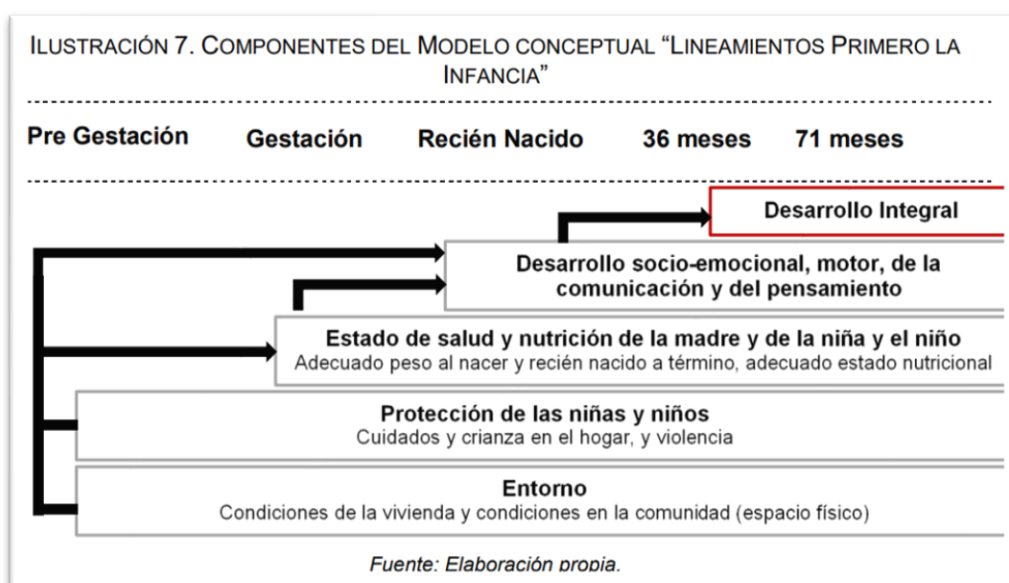 ILUSTRACIÓN 7. COMPONENTES DEL MODELO CONCEPTUAL “LINEAMIENTOS PRIMERO LA
INFANCIA”
Pre Gestación Gestación Recién Nacido 36 meses 71 meses
Desarrollo Integral
Desarrollo socio-emocional, motor, de la
comunicación y del pensamiento
Estado de salud y nutrición de la madre y de la niña y el niño
Adecuado peso al nacer y recién nacido a término, adecuado estado nutricional
Protección de las niñas y niños
Cuidados y crianza en el hogar, y violencia
Entorno
Condiciones de la vivienda y condiciones en la comunidad (espacio físico)
Fuente: Elaboración propia.